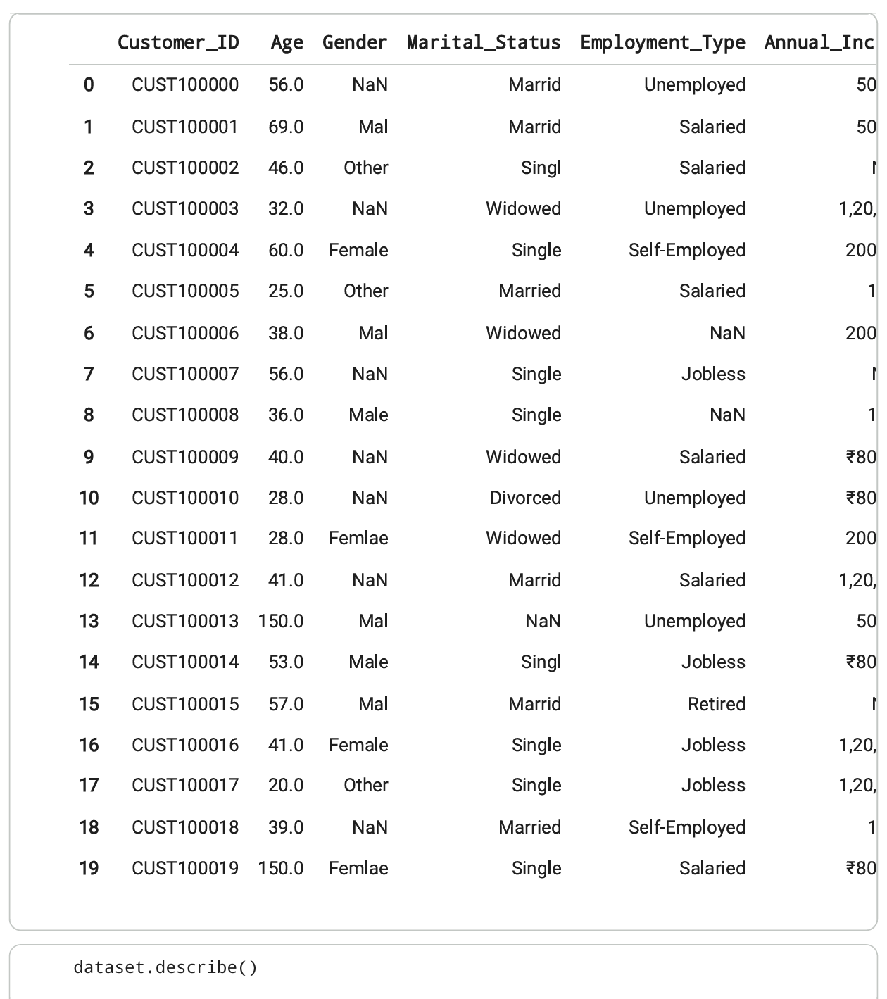 Customer_ID Age Gender Marital_Status Employment_Type Annual_Inc
0 CUST100000 56.0 NaN Marrid Unemployed 50
1 CUST100001 69.0 Mal Marrid Salaried 50
2 CUST100002 46.0 Other Singl Salaried
3 CUST100003 32.0 NaN Widowed Unemployed 1,20,
4 CUST100004 60.0 Female Single Self-Employed 200
5 CUST100005 25.0 Other Married Salaried 1
6 CUST100006 38.0 Mal Widowed NaN 200
7 CUST100007 56.0 NaN Single Jobless
8 CUST100008 36.0 Male Single NaN 1
9 CUST100009 40.0 NaN Widowed Salaried ₹80
10 CUST100010 28.0 NaN Divorced Unemployed ₹80
11 CUST100011 28.0 Femlae Widowed Self-Employed 200
12 CUST100012 41.0 NaN Marrid Salaried 1,20,
13 CUST100013 150.0 Mal NaN Unemployed 50
14 CUST100014 53.0 Male Singl Jobless ₹80
15 CUST100015 57.0 Mal Marrid Retired
16 CUST100016 41.0 Female Single Jobless 1,20,
17 CUST100017 20.0 Other Single Jobless 1,20,
18 CUST100018 39.0 NaN Married Self-Employed 1
19 CUST100019 150.0 Femlae Single Salaried ₹80
dataset.describe()